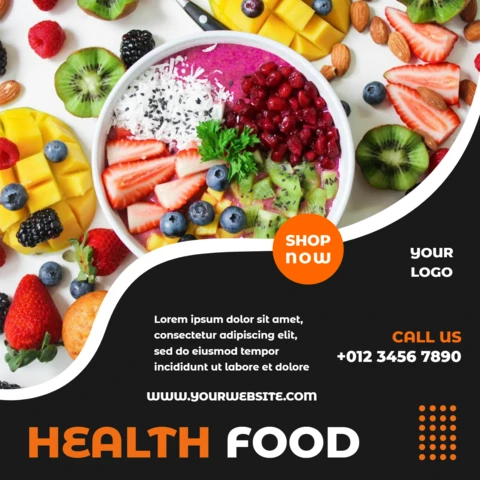 SHOP
now
YOUR
LOGO
Lorem ipsum dolor sit amet,
consectetur adipiscing elit,
sed do eiusmod tempor
incididunt ut labore et dolore
CALL US
+012 3456 7890
WWW.YOURWEBSITE.COM
HEALTH FOOD